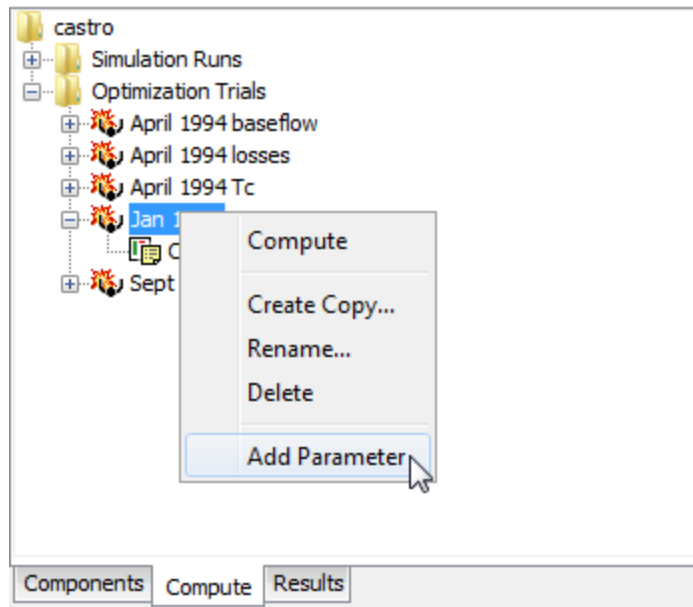 castro
Simulation Runs
Optimization Trials
April 1994 baseflow
April 1994 losses
April 1994 Tc
Jan 1
Compute
Sept
Create Copy...
Rename...
Delete
Add Parameter
Components Compute Results